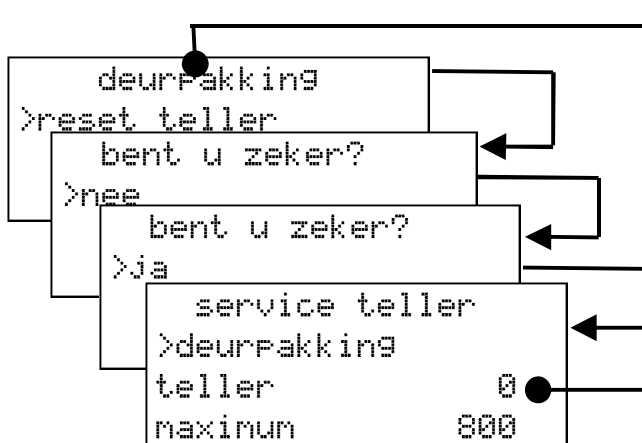 deurpakking
>reset teller
bent u zeker?
>nee
bent u zeker?
>ja
service teller
>deurpakking
teller 0
maximum 800